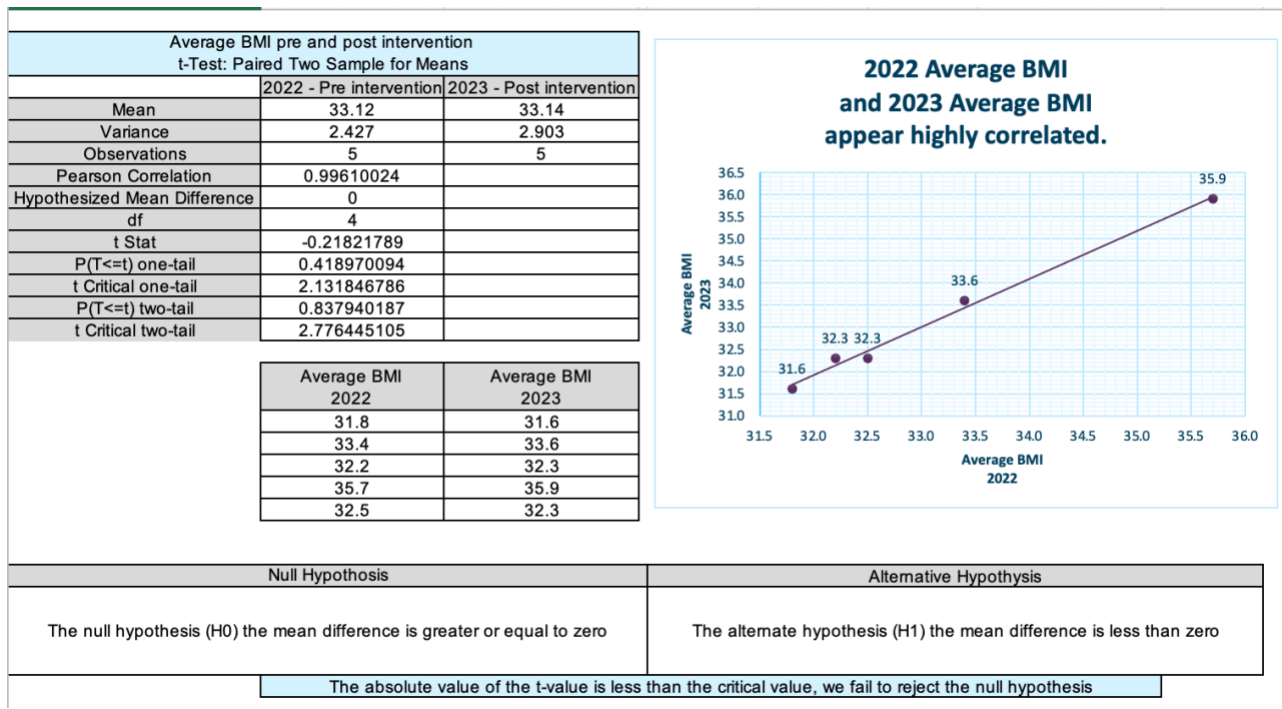 Average BMI pre and post intervention
t-Test: Paired Two Sample for Means
2022 - Pre intervention 2023 - Post intervention
Mean 33.12 33.14
Variance 2.427 2.903
Observations 5 5
Pearson Correlation 0.99610024
Hypothesized Mean Difference 0
df 4
t Stat -0.21821789
P(T<=t) one-tail 0.418970094
t Critical one-tail 2.131846786
P(T<=t) two-tail 0.837940187
t Critical two-tail 2.776445105
Average BMI Average BMI
2022 2023
31.8 31.6
33.4 33.6
32.2 32.3
35.7 35.9
32.5 32.3
2022 Average BMI
and 2023 Average BMI
appear highly correlated.
36.5
36.0
35.5
35.0
34.5
34.0
33.5
33.0
32.5
32.0
31.5
31.0
Average BMI
2023
35.9
33.6
32.3 32.3
31.6
31.5 32.0 32.5 33.0 33.5 34.0 34.5 35.0 35.5 36.0
Average BMI
2022
Null Hypothosis Alternative Hypothysis
The null hypothesis (H0) the mean difference is greater or equal to zero The alternate hypothesis (H1) the mean difference is less than zero
The absolute value of the t-value is less than the critical value, we fail to reject the null hypothesis